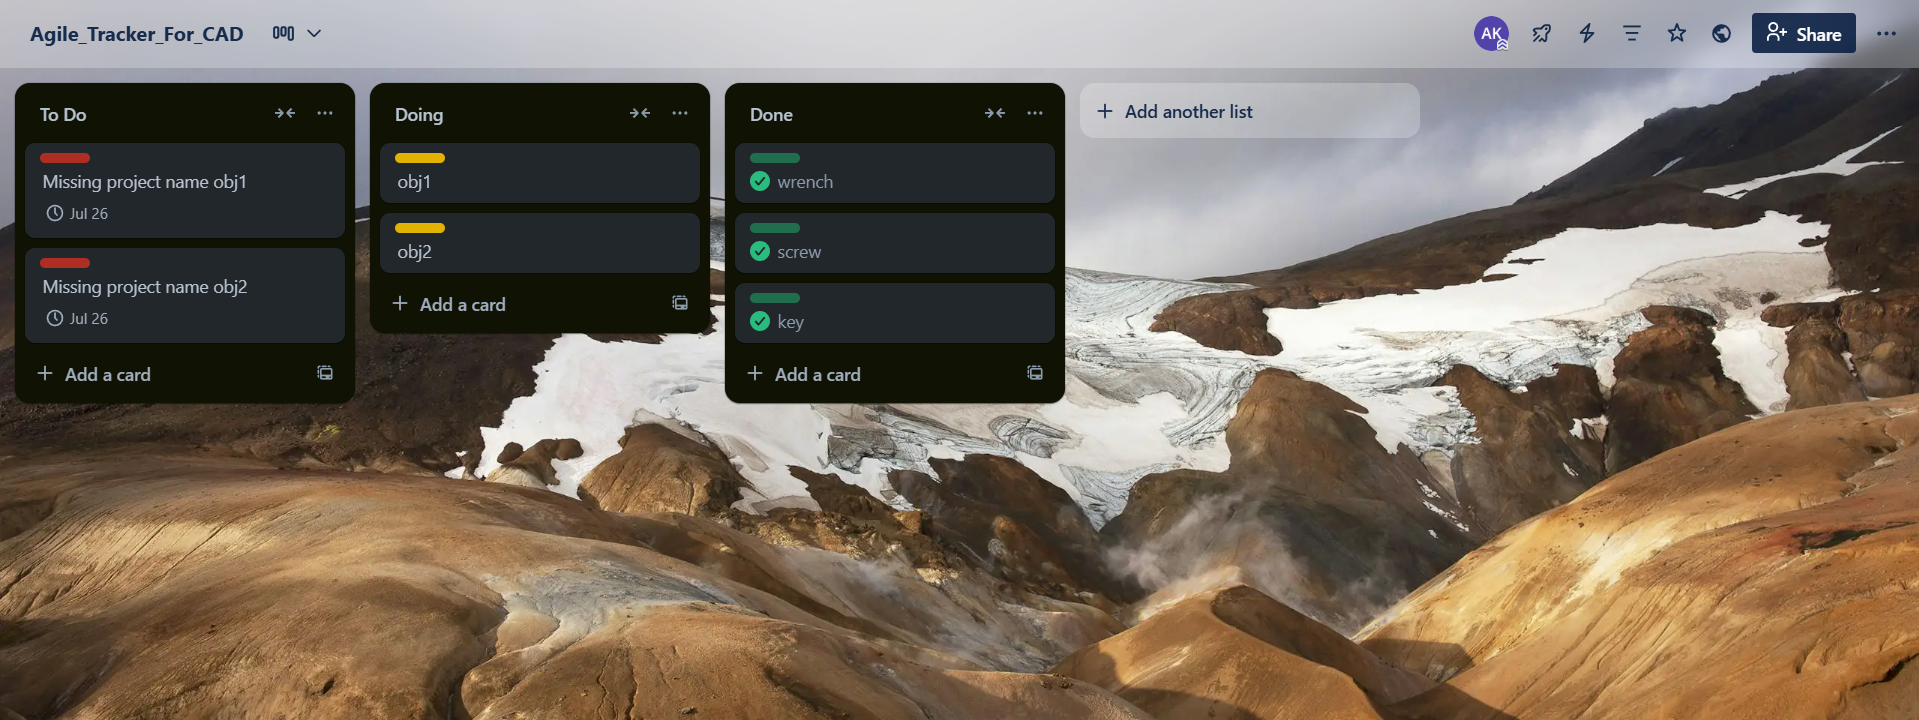 Agile_Tracker_For_CAD
AK
Share
To Do
Missing project name obj1
Jul 26
Missing project name obj2
Jul 26
Add a card
Doing
obj1
obj2
Add a card
Done
wrench
screw
key
Add a card
Add another list